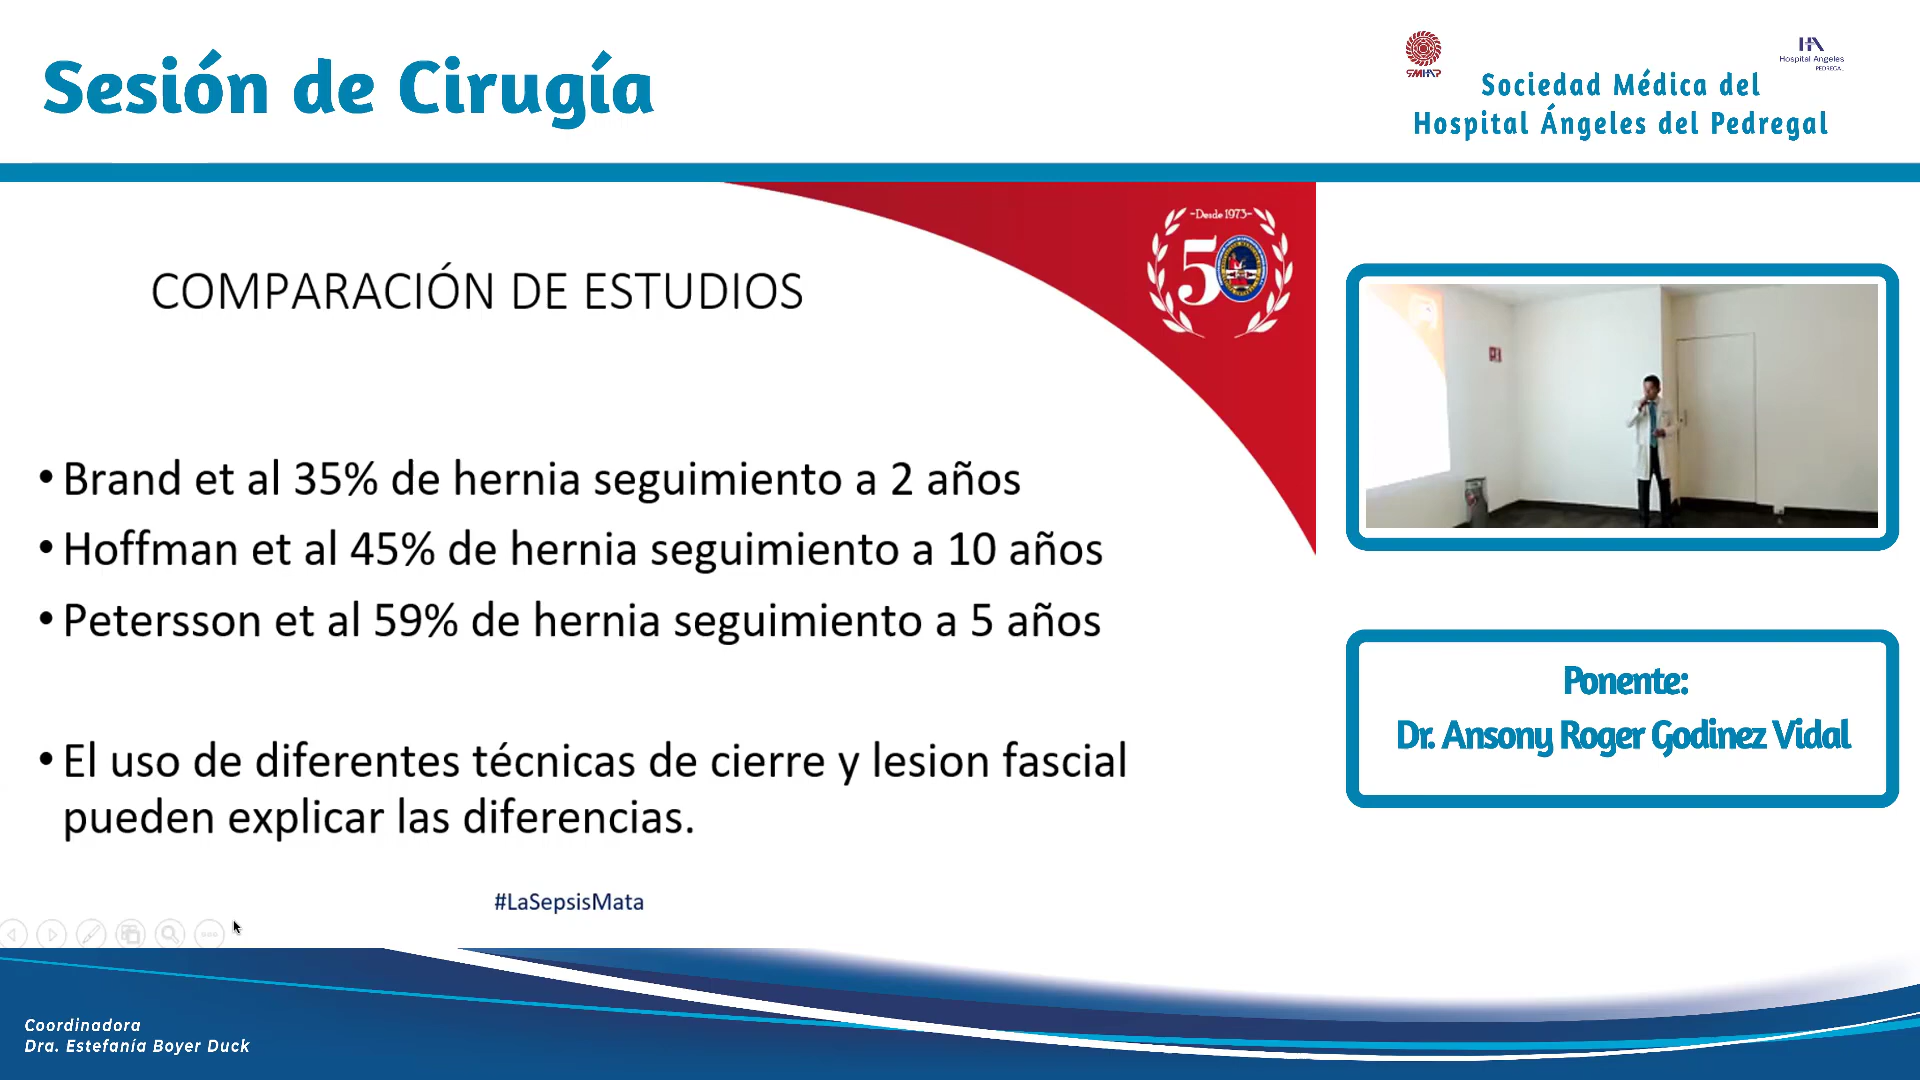 Sesión de Cirugía
SMHAP
Hospital Angeles
PEDREGAL
Sociedad Médica del
Hospital Ángeles del Pedregal
-Desde 1973-
50
COMPARACIÓN DE ESTUDIOS
• Brand et al 35% de hernia seguimiento a 2 años
• Hoffman et al 45% de hernia seguimiento a 10 años
• Petersson et al 59% de hernia seguimiento a 5 años
• El uso de diferentes técnicas de cierre y lesion fascial
pueden explicar las diferencias.
#LaSepsisMata
Ponente:
Dr. Ansony Roger Godinez Vidal
Coordinadora
Dra. Estefanía Boyer Duck